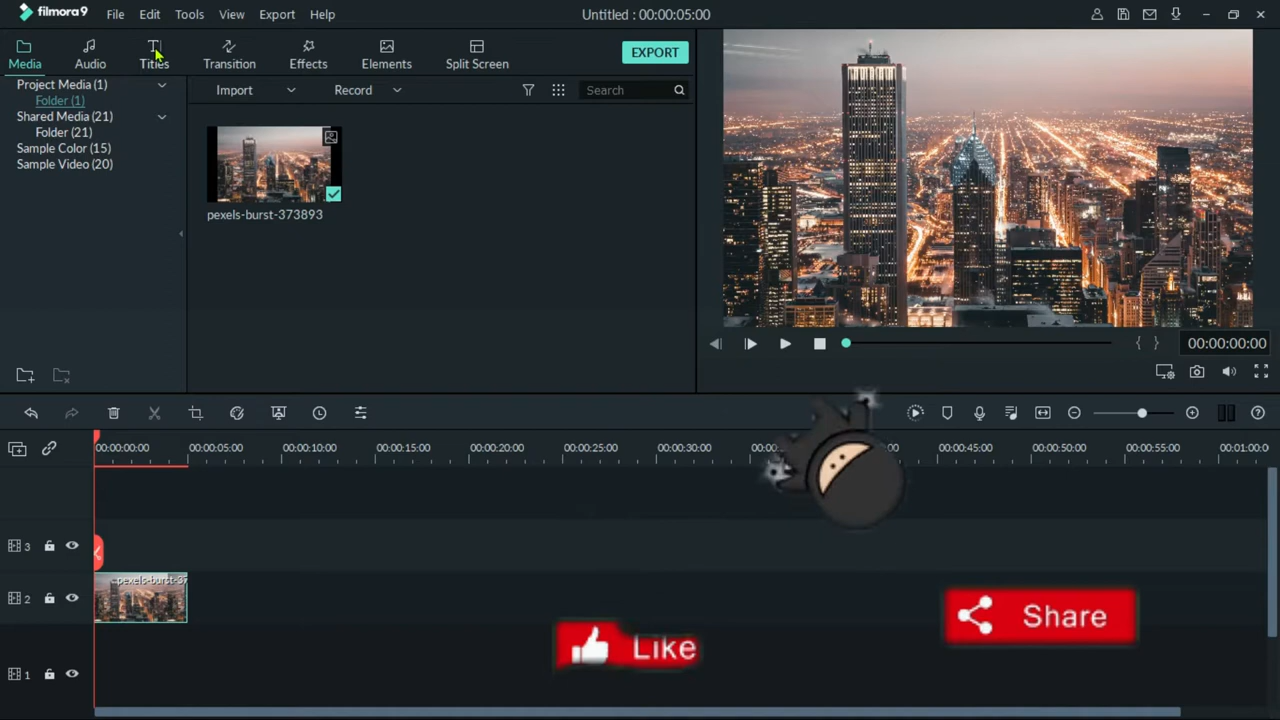 filmora9 File Edit Tools View Export Help Untitled : 00:00:05:00
Media Audio Titles Transition Effects Elements Split Screen EXPORT
Project Media (1)
Folder (1)
Shared Media (21)
Folder (21)
Sample Color (15)
Sample Video (20)
Import Record Search
pexels-burst-373893
00:00:00:00
00:00:00:00 00:00:05:00 00:00:10:00 00:00:15:00 00:00:20:00 00:00:25:00 00:00:30:00 00:00:45:00 00:00:50:00 00:00:55:00 00:01:00:0
3
pexels-burst-37
2
1
Like
Share